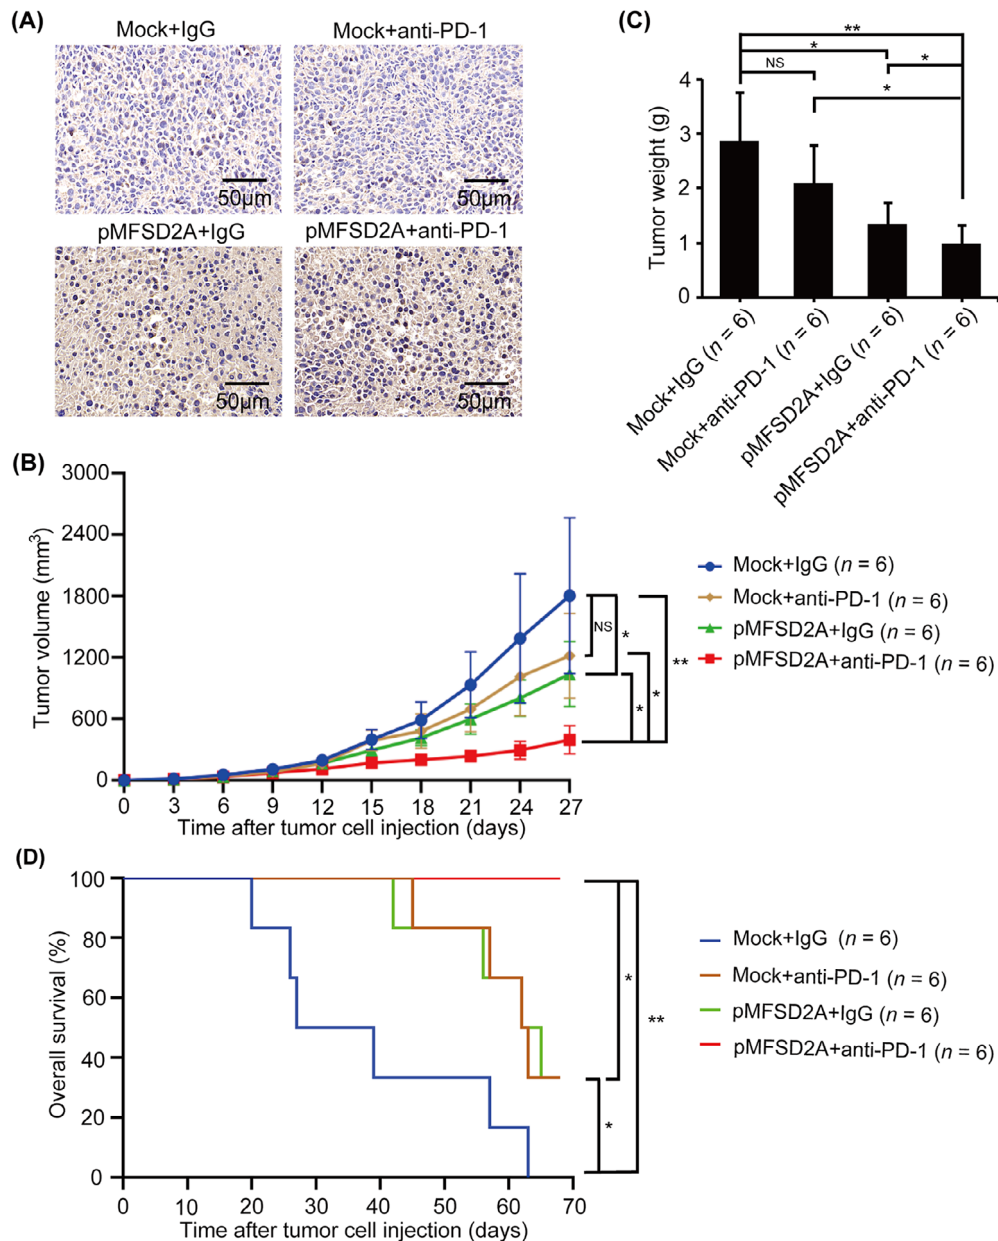 (A)
Mock+IgG
Mock+anti-PD-1
50μm
50μm
pMFSD2A+IgG
pMFSD2A+anti-PD-1
50μm
50μm
(C)
**
*
*
NS
*
Tumor weight (g)
4
3
2
1
0
Mock+IgG (n = 6)
Mock+anti-PD-1 (n = 6)
pMFSD2A+IgG (n = 6)
pMFSD2A+anti-PD-1 (n = 6)
(B)
Tumor volume (mm³)
3000
2400
1800
1200
600
0
0 3 6 9 12 15 18 21 24 27
Time after tumor cell injection (days)
NS
*
*
*
**
Mock+IgG (n = 6)
Mock+anti-PD-1 (n = 6)
pMFSD2A+IgG (n = 6)
pMFSD2A+anti-PD-1 (n = 6)
(D)
Overall survival (%)
100
80
60
40
20
0
0 20 30 40 50 60 70
Time after tumor cell injection (days)
*
*
**
Mock+IgG (n = 6)
Mock+anti-PD-1 (n = 6)
pMFSD2A+IgG (n = 6)
pMFSD2A+anti-PD-1 (n = 6)